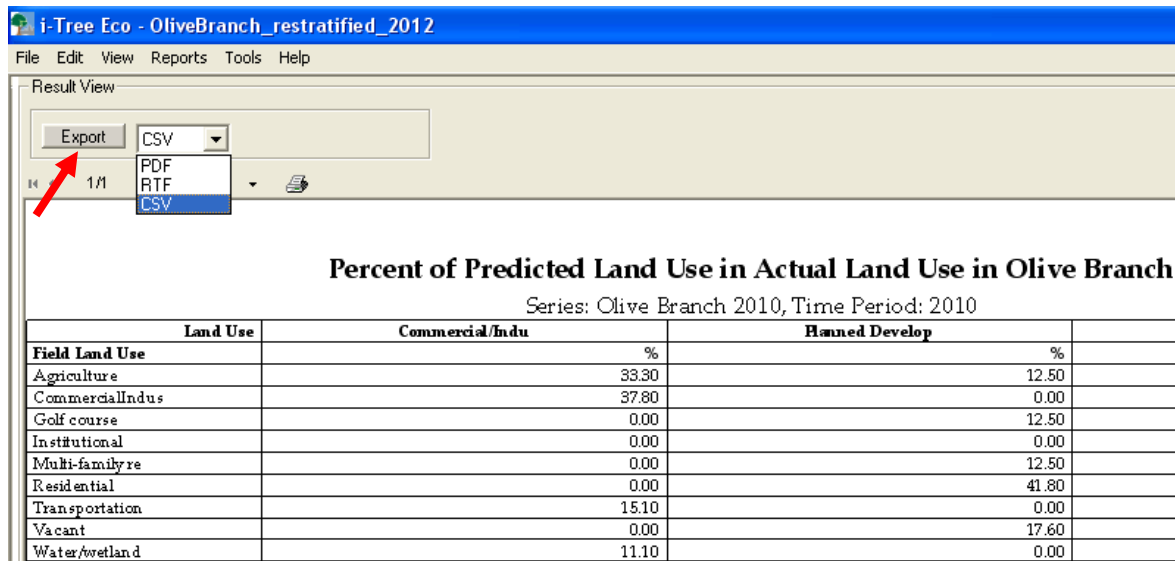 i-Tree Eco - OliveBranch_restratified_2012
File Edit View Reports Tools Help
Result View
Export CSV
PDF
1/1 RTF
CSV
Percent of Predicted Land Use in Actual Land Use in Olive Branch
Series: Olive Branch 2010, Time Period: 2010
Land Use Commercial/Indu Planned Develop
Field Land Use % %
Agriculture 33.30 12.50
CommercialIndus 37.80 0.00
Golf course 0.00 12.50
Institutional 0.00 0.00
Multi-family re 0.00 12.50
Residential 0.00 41.80
Transportation 15.10 0.00
Vacant 0.00 17.60
Water/wetland 11.10 0.00